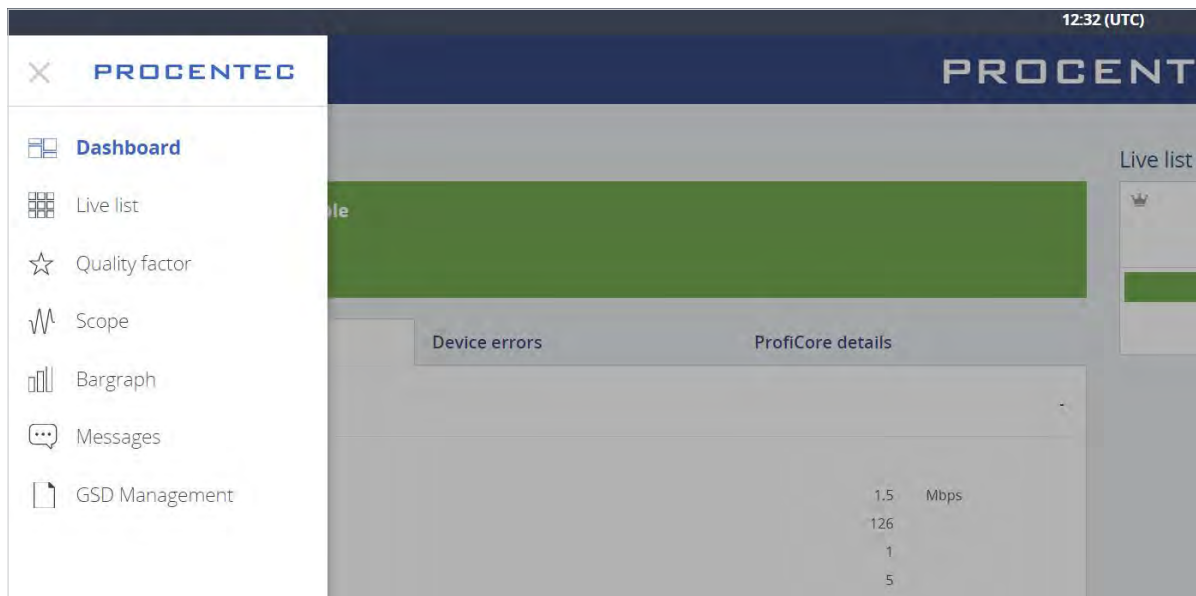 12:32 (UTC)
PROCENTEC
PROCENT
Dashboard
Live list
Live list
Quality factor
Scope
Device errors
ProfiCore details
Bargraph
-
Messages
GSD Management
1.5 Mbps
126
1
5